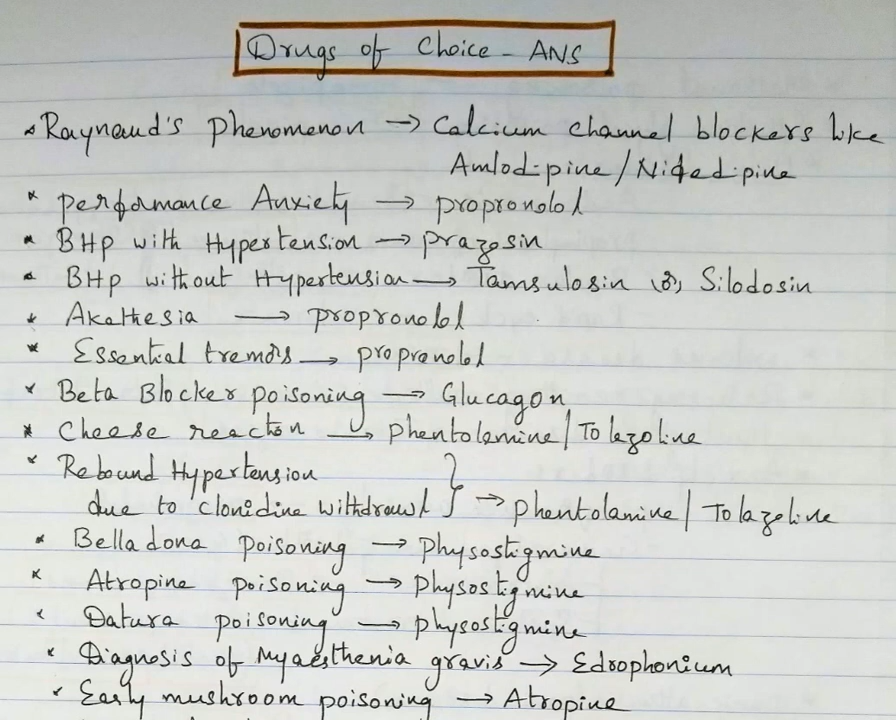 Drugs of Choice - ANS
* Raynaud's Phenomenon → Calcium channel blockers like
Amlodipine/Nifedipine
* performance Anxiety → propronolol
* BHP with Hypertension → prazosin
* BHP without Hypertension → Tamsulosin (or) Silodosin
* Akathesia → propronolol
* Essential tremors → propranolol
* Beta Blocker poisoning → Glucagon
* Cheese reacton → phentolamine/Tolazoline
* Rebound Hypertension
due to clonidine withdrawl } → phentolamine/Tolazoline
* Belladona poisoning → physostigmine
* Atropine poisoning → physostigmine
* Datura poisoning → physostigmine
* Diagnosis of Myaesthenia gravis → Edrophonium
* Early mushroom poisoning → Atropine